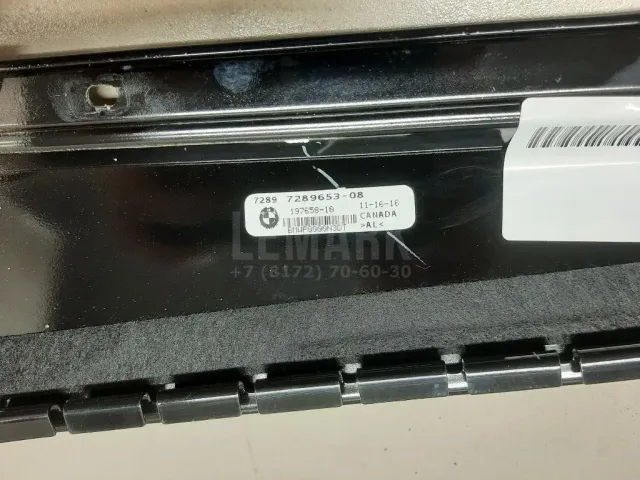 7289 7289653-08
197658-10 11-16-16
CANADA
>AL<
LEMARK
+7 (8172) 70-60-30